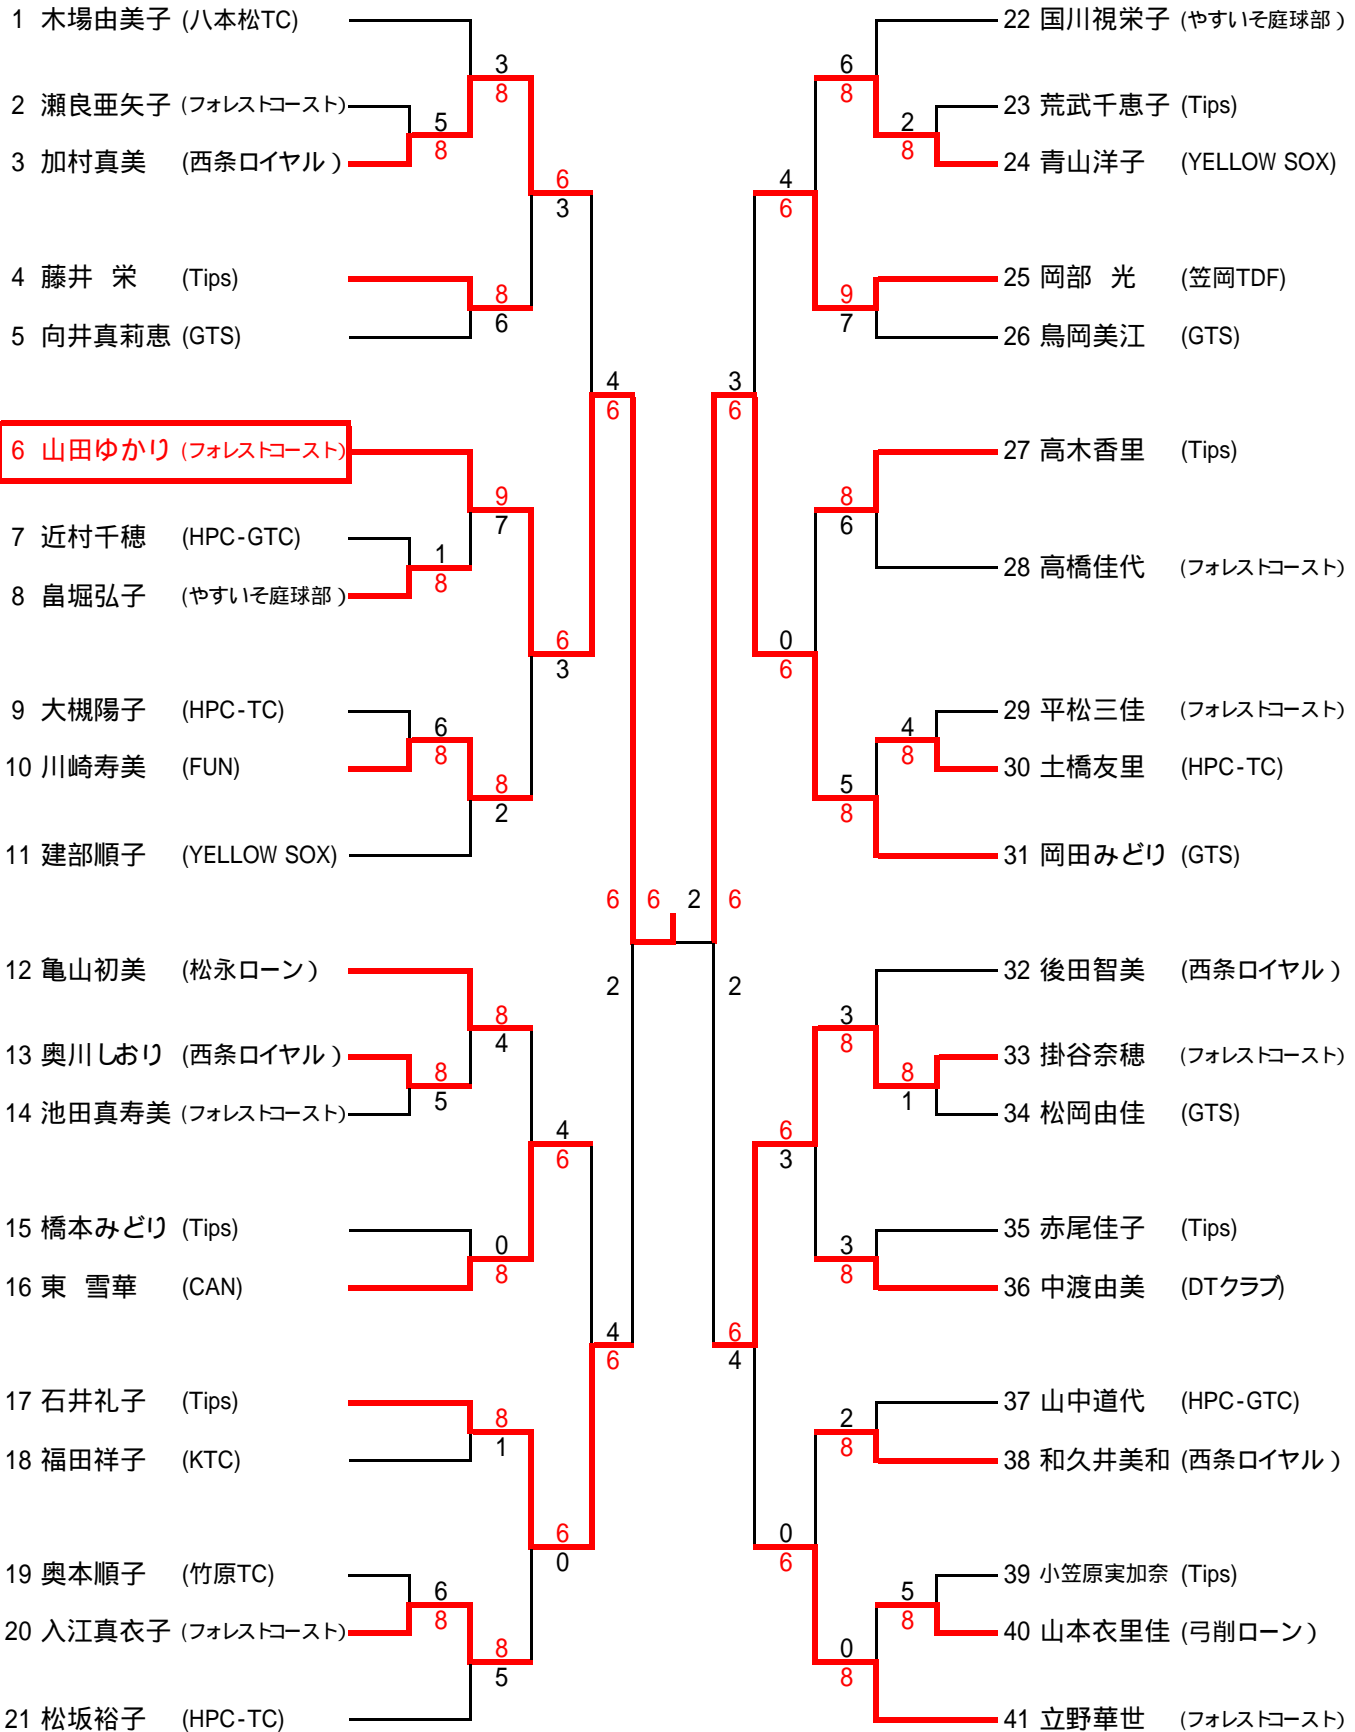 1 木場由美子 (八本松TC)
2 瀬良亜矢子 (フォレストコースト)
3 加村真美 (西条ロイヤル)
4 藤井 栄 (Tips)
5 向井真莉恵 (GTS)
6 山田ゆかり (フォレストコースト)
7 近村千穂 (HPC-GTC)
8 畠堀弘子 (やすいそ庭球部)
9 大槻陽子 (HPC-TC)
10 川崎寿美 (FUN)
11 建部順子 (YELLOW SOX)
12 亀山初美 (松永ローン)
13 奥川しおり (西条ロイヤル)
14 池田真寿美 (フォレストコースト)
15 橋本みどり (Tips)
16 東 雪華 (CAN)
17 石井礼子 (Tips)
18 福田祥子 (KTC)
19 奥本順子 (竹原TC)
20 入江真衣子 (フォレストコースト)
21 松坂裕子 (HPC-TC)
3
8
5
8
6
3
8
6
4
6
9
7
1
8
6
3
6
8
8
2
6
6
2
6
2
2
8
4
8
5
4
6
0
8
4
6
8
1
6
0
6
8
8
5
6
8
2
8
4
6
9
7
3
6
8
6
0
6
4
8
5
8
3
8
8
1
6
3
3
8
6
4
2
8
0
6
5
8
0
8
22 国川視栄子 (やすいそ庭球部)
23 荒武千恵子 (Tips)
24 青山洋子 (YELLOW SOX)
25 岡部 光 (笠岡TDF)
26 鳥岡美江 (GTS)
27 高木香里 (Tips)
28 高橋佳代 (フォレストコースト)
29 平松三佳 (フォレストコースト)
30 土橋友里 (HPC-TC)
31 岡田みどり (GTS)
32 後田智美 (西条ロイヤル)
33 掛谷奈穂 (フォレストコースト)
34 松岡由佳 (GTS)
35 赤尾佳子 (Tips)
36 中渡由美 (DTクラブ)
37 山中道代 (HPC-GTC)
38 和久井美和 (西条ロイヤル)
39 小笠原実加奈 (Tips)
40 山本衣里佳 (弓削ローン)
41 立野華世 (フォレストコースト)